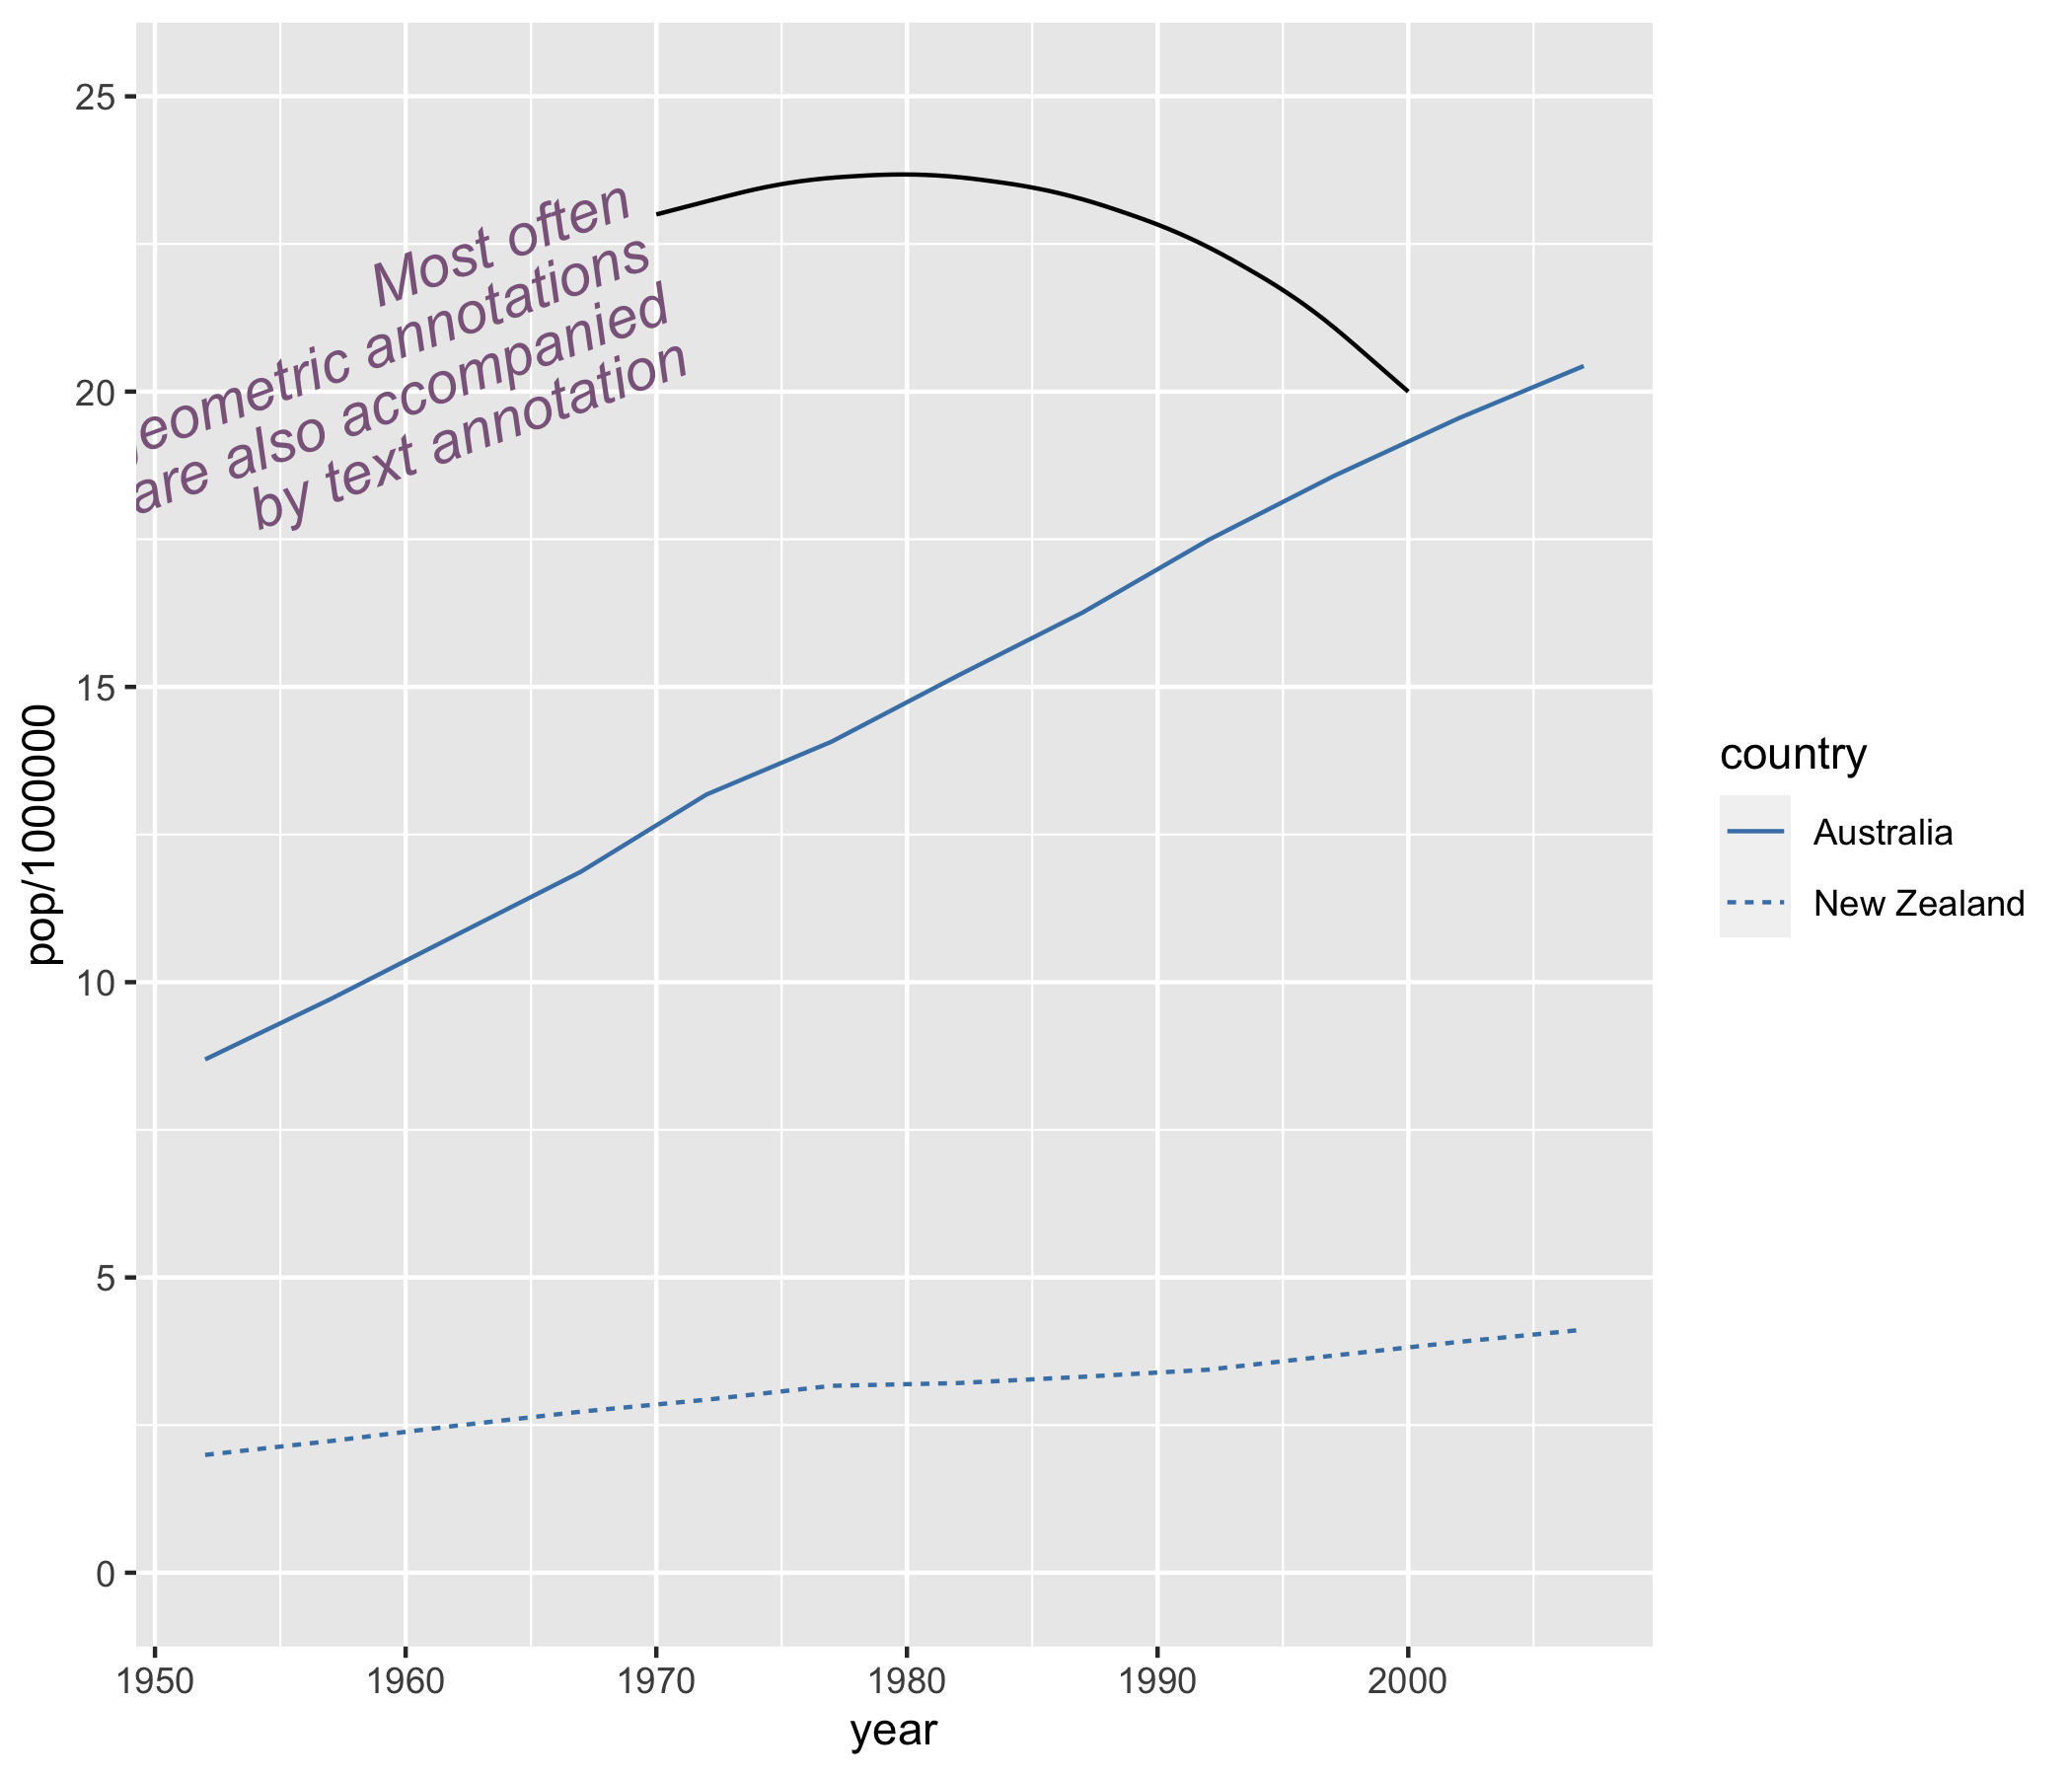 25
20
15
10
5
0
pop/1000000
Most often
eometric annotations
are also accompanied
by text annotation
1950 1960 1970 1980 1990 2000
year
country
Australia
New Zealand